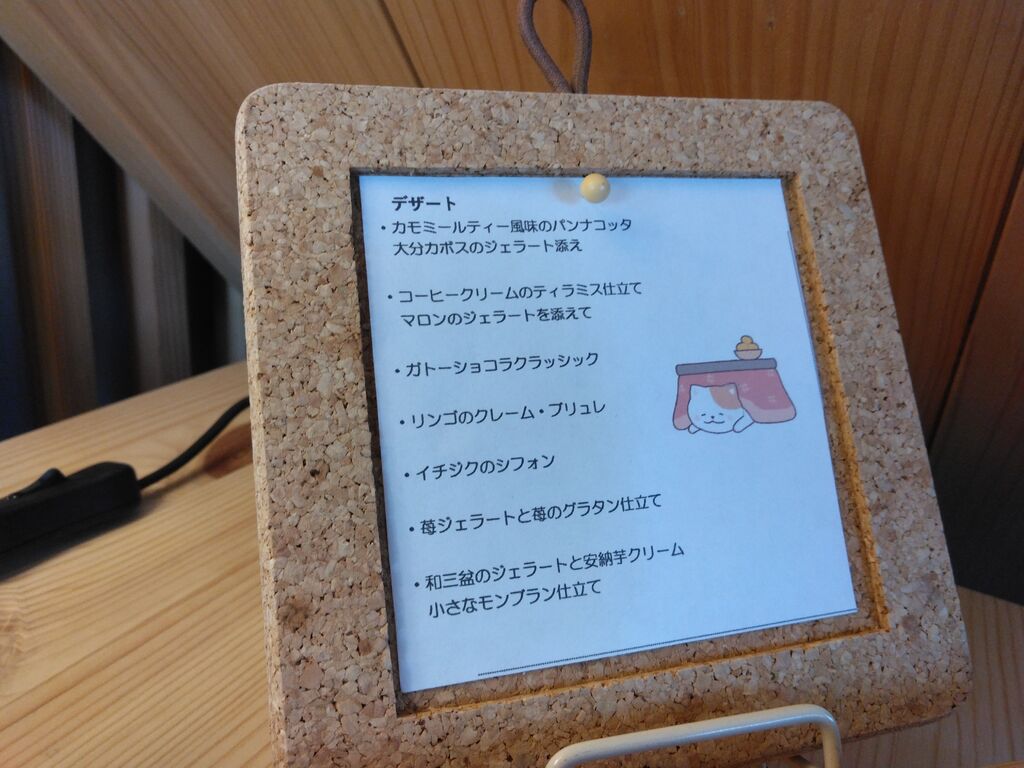 デザート
・カモミールティー風味のパンナコッタ
大分カボスのジェラート添え
・コーヒークリームのティラミス仕立て
マロンのジェラートを添えて
・ガトーショコラクラッシック
・リンゴのクレーム・ブリュレ
・イチジクのシフォン
・苺ジェラートと苺のグラタン仕立て
・和三盆のジェラートと安納芋クリーム
小さなモンブラン仕立て